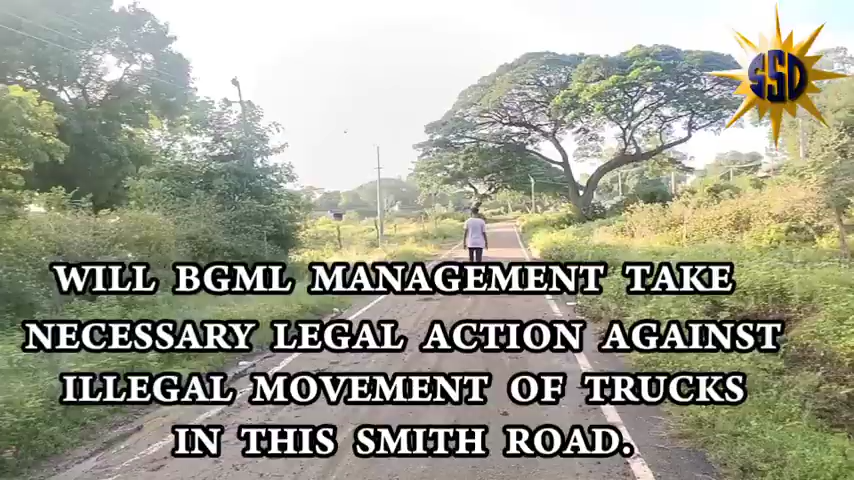 SSD
WILL BGML MANAGEMENT TAKE
NECESSARY LEGAL ACTION AGAINST
ILLEGAL MOVEMENT OF TRUCKS
IN THIS SMITH ROAD.